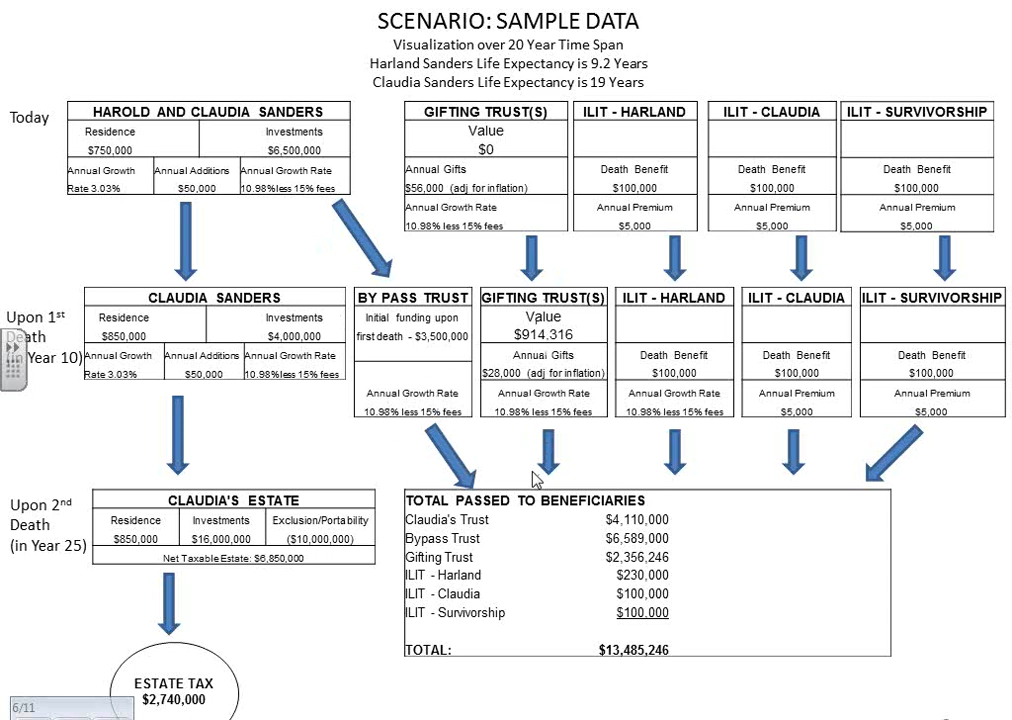 SCENARIO: SAMPLE DATA
Visualization over 20 Year Time Span
Harland Sanders Life Expectancy is 9.2 Years
Claudia Sanders Life Expectancy is 19 Years
Today
HAROLD AND CLAUDIA SANDERS
Residence
$750,000
Investments
$6,500,000
Annual Growth
Rate 3.03%
Annual Additions
$50,000
Annual Growth Rate
10.98%less 15% fees
GIFTING TRUST(S)
Value
$0
Annual Gifts
$56,000 (adj for inflation)
Annual Growth Rate
10.98% less 15% fees
ILIT - HARLAND
Death Benefit
$100,000
Annual Premium
$5,000
ILIT - CLAUDIA
Death Benefit
$100,000
Annual Premium
$5,000
ILIT - SURVIVORSHIP
Death Benefit
$100,000
Annual Premium
$5,000
Upon 1st
Death
(in Year 10)
CLAUDIA SANDERS
Residence
$850,000
Investments
$4,000,000
Annual Growth
Rate 3.03%
Annual Additions
$50,000
Annual Growth Rate
10.98%less 15% fees
BY PASS TRUST
Initial funding upon
first death - $3,500,000
Annual Growth Rate
10.98% less 15% fees
GIFTING TRUST(S)
Value
$914.316
Annual Gifts
$28,000 (adj for inflation)
Annual Growth Rate
10.98% less 15% fees
ILIT - HARLAND
Death Benefit
$100,000
Annual Growth Rate
10.98% less 15% fees
ILIT - CLAUDIA
Death Benefit
$100,000
Annual Premium
$5,000
ILIT - SURVIVORSHIP
Death Benefit
$100,000
Annual Premium
$5,000
Upon 2nd
Death
(in Year 25)
CLAUDIA'S ESTATE
Residence
$850,000
Investments
$16,000,000
Exclusion/Portability
($10,000,000)
Net Taxable Estate: $6,850,000
TOTAL PASSED TO BENEFICIARIES
Claudia's Trust $4,110,000
Bypass Trust $6,589,000
Gifting Trust $2,356,246
ILIT - Harland $230,000
ILIT - Claudia $100,000
ILIT - Survivorship $100,000
TOTAL: $13,485,246
ESTATE TAX
$2,740,000
6/11